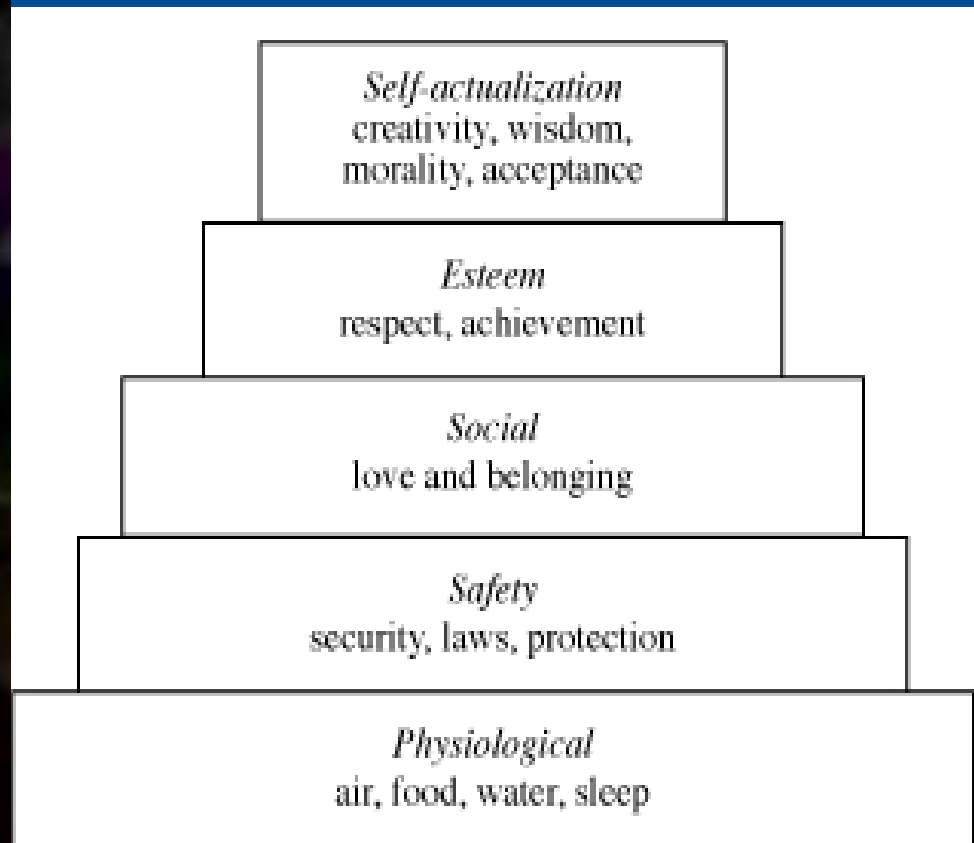 Self-actualization
creativity, wisdom,
morality, acceptance
Esteem
respect, achievement
Social
love and belonging
Safety
security, laws, protection
Physiological
air, food, water, sleep